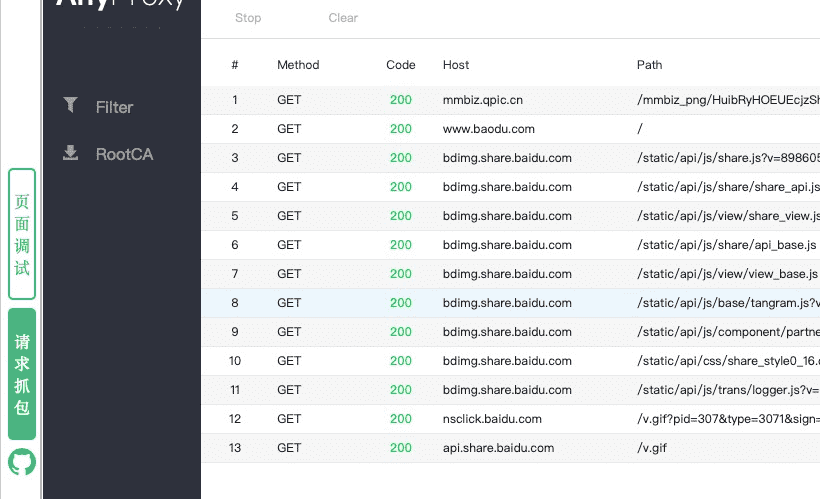 AnyProxy
Stop Clear
# Method Code Host Path
Filter
RootCA
页面调试
请求抓包
1 GET 200 mmbiz.qpic.cn /mmbiz_png/HuibRyHOEUEcjzSh
2 GET 200 www.baodu.com /
3 GET 200 bdimg.share.baidu.com /static/api/js/share.js?v=898605
4 GET 200 bdimg.share.baidu.com /static/api/js/share/share_api.js
5 GET 200 bdimg.share.baidu.com /static/api/js/view/share_view.js
6 GET 200 bdimg.share.baidu.com /static/api/js/share/api_base.js
7 GET 200 bdimg.share.baidu.com /static/api/js/view/view_base.js
8 GET 200 bdimg.share.baidu.com /static/api/js/base/tangram.js?v
9 GET 200 bdimg.share.baidu.com /static/api/js/component/partne
10 GET 200 bdimg.share.baidu.com /static/api/css/share_style0_16.c
11 GET 200 bdimg.share.baidu.com /static/api/js/trans/logger.js?v=
12 GET 200 nsclick.baidu.com /v.gif?pid=307&type=3071&sign=
13 GET 200 api.share.baidu.com /v.gif